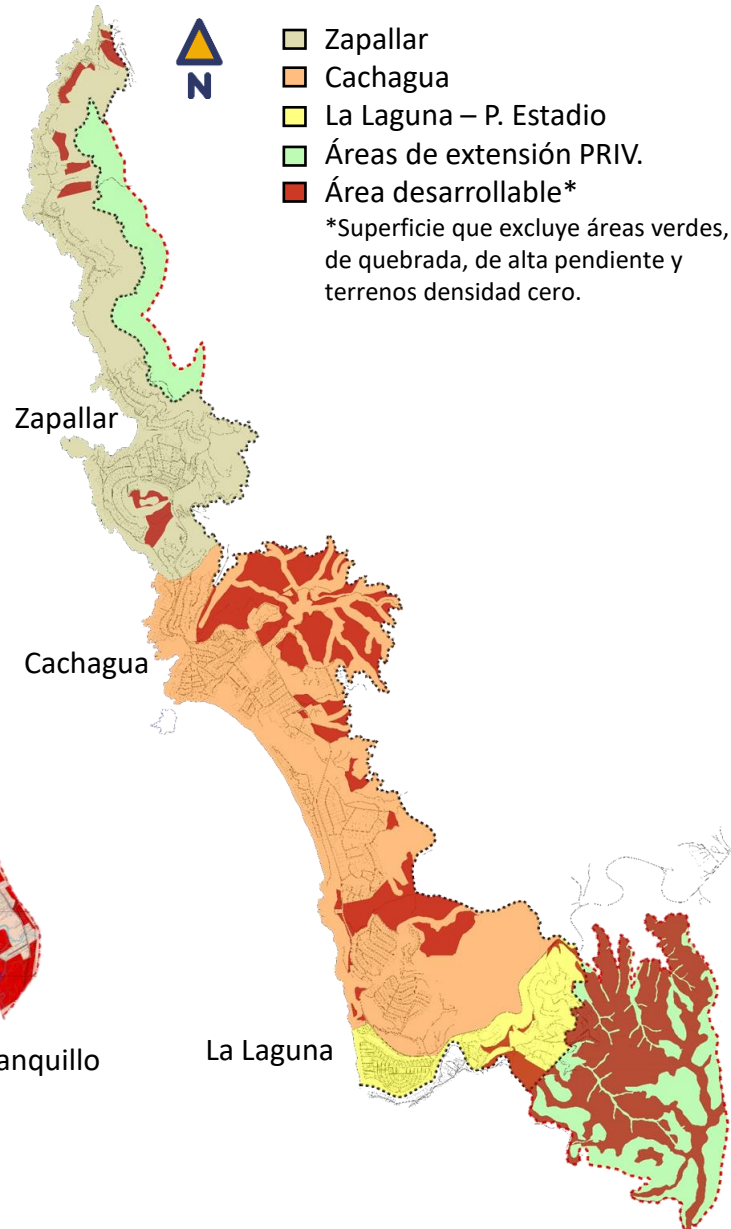 N
Zapallar
Cachagua
La Laguna – P. Estadio
Áreas de extensión PRIV.
Área desarrollable*
*Superficie que excluye áreas verdes,
de quebrada, de alta pendiente y
terrenos densidad cero.
Zapallar
Cachagua
La Laguna
anquillo